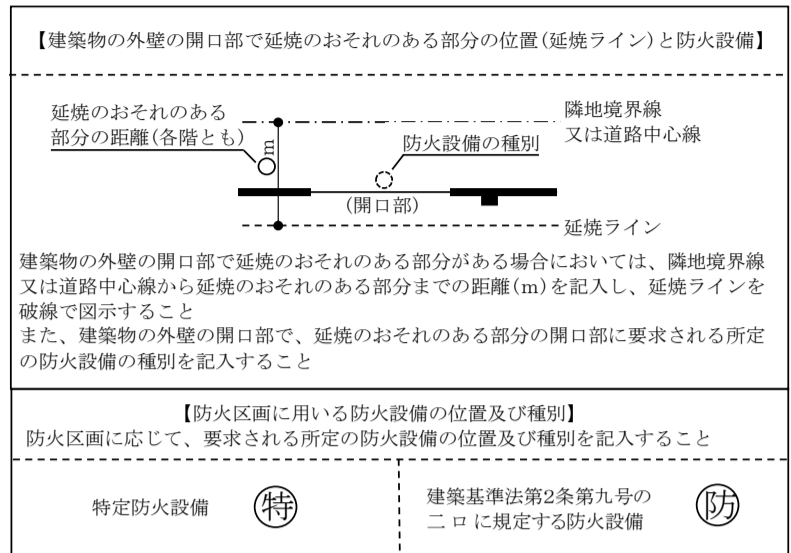 【建築物の外壁の開口部で延焼のおそれのある部分の位置(延焼ライン)と防火設備】
延焼のおそれのある
部分の距離(各階とも)
m
防火設備の種別
隣地境界線
又は道路中心線
(開口部)
延焼ライン
建築物の外壁の開口部で延焼のおそれのある部分がある場合においては、隣地境界線
又は道路中心線から延焼のおそれのある部分までの距離(m)を記入し、延焼ラインを
破線で図示すること
また、建築物の外壁の開口部で、延焼のおそれのある部分の開口部に要求される所定
の防火設備の種別を記入すること
【防火区画に用いる防火設備の位置及び種別】
防火区画に応じて、要求される所定の防火設備の位置及び種別を記入すること
特定防火設備
特
建築基準法第2条第九号の
二 ロ に規定する防火設備
防